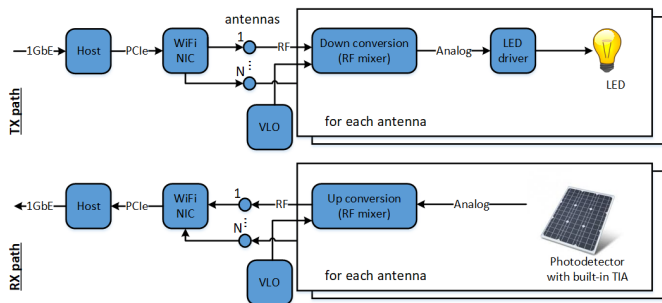 antennas
1GbE
Host
PCIe
WiFi
NIC
1
N
RF
Down conversion
(RF mixer)
Analog
LED
driver
LED
VLO
for each antenna
TX path
1GbE
Host
PCIe
WiFi
NIC
1
N
RF
Up conversion
(RF mixer)
Analog
VLO
Photodetector
with built-in TIA
for each antenna
RX path